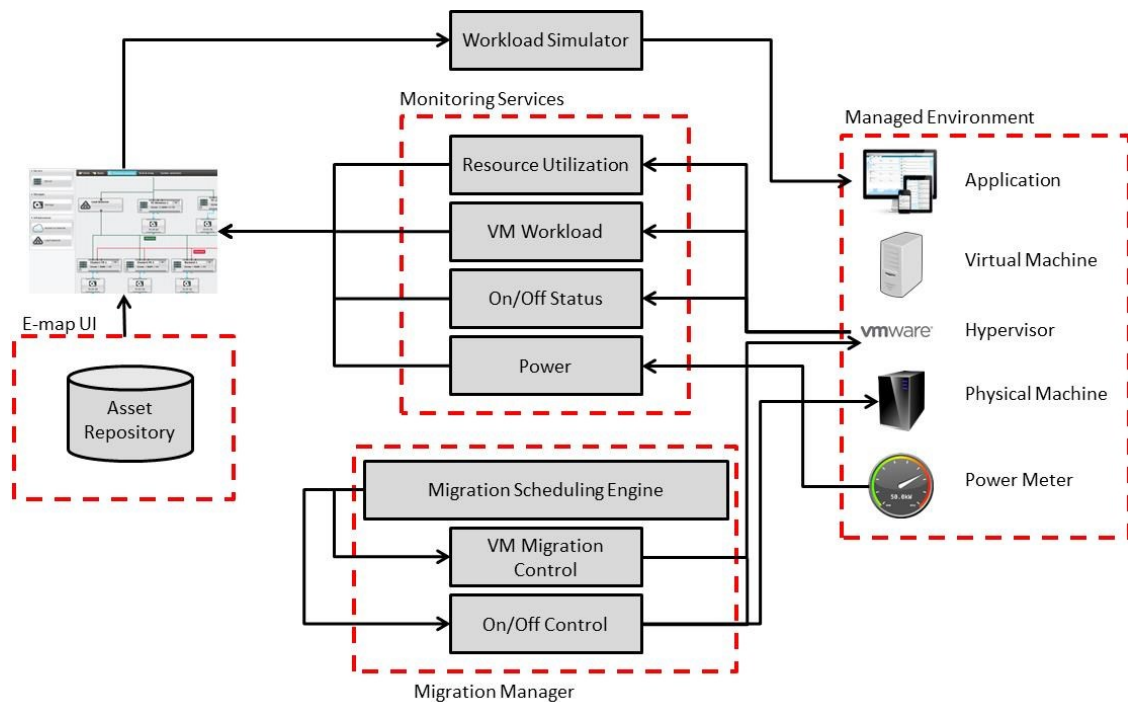 Workload Simulator
Monitoring Services
Resource Utilization
VM Workload
On/Off Status
Power
Managed Environment
Application
Virtual Machine
vmware
Hypervisor
Physical Machine
50.0kW
Power Meter
E-map UI
Asset
Repository
Migration Scheduling Engine
VM Migration
Control
On/Off Control
Migration Manager